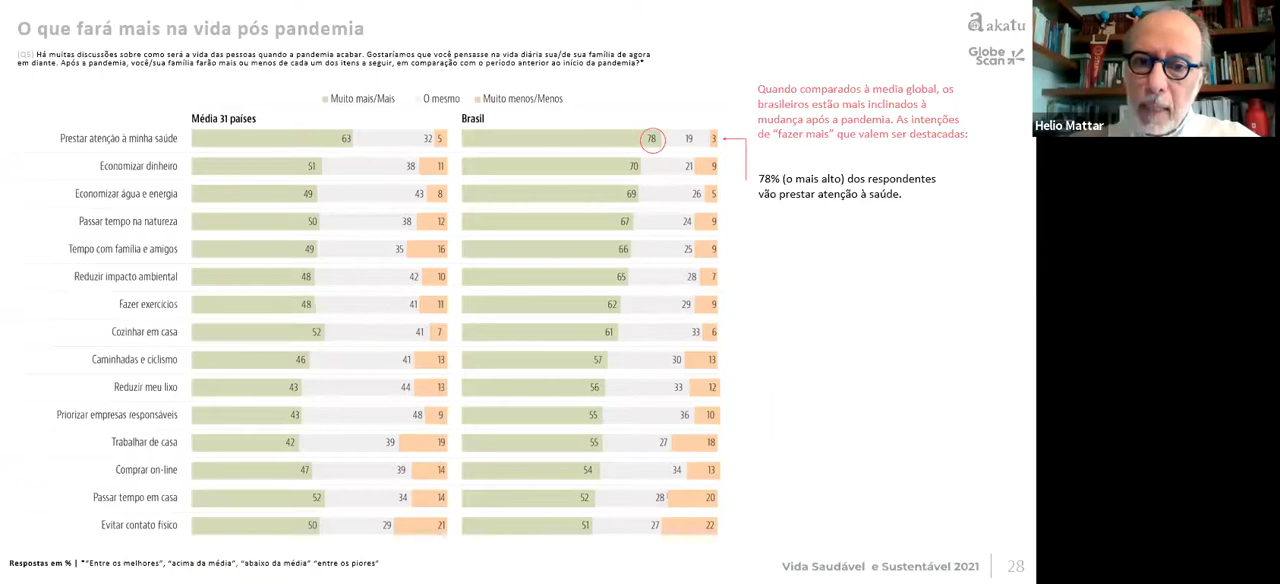 O que fará mais na vida pós pandemia
(Q5) Há muitas discussões sobre como será a vida das pessoas quando a pandemia acabar. Gostaríamos que você pensasse na vida diária sua/de sua família de agora
em diante. Após a pandemia, você/sua família farão mais ou menos de cada um dos itens a seguir, em comparação com o período anterior ao início da pandemia?*
akatu
Globe
Scan
Helio Mattar
Muito mais/Mais O mesmo Muito menos/Menos
Média 31 países Brasil
Prestar atenção à minha saúde 63 32 5 78 19 3
Economizar dinheiro 51 38 11 70 21 9
Economizar água e energia 49 43 8 69 26 5
Passar tempo na natureza 50 38 12 67 24 9
Tempo com família e amigos 49 35 16 66 25 9
Reduzir impacto ambiental 48 42 10 65 28 7
Fazer exercícios 48 41 11 62 29 9
Cozinhar em casa 52 41 7 61 33 6
Caminhadas e ciclismo 46 41 13 57 30 13
Reduzir meu lixo 43 44 13 56 33 12
Priorizar empresas responsáveis 43 48 9 55 36 10
Trabalhar de casa 42 39 19 55 27 18
Comprar on-line 47 39 14 54 34 13
Passar tempo em casa 52 34 14 52 28 20
Evitar contato físico 50 29 21 51 27 22
Quando comparados à media global, os
brasileiros estão mais inclinados à
mudança após a pandemia. As intenções
de “fazer mais” que valem ser destacadas:
78% (o mais alto) dos respondentes
vão prestar atenção à saúde.
Respostas em % | *“Entre os melhores”, “acima da média”, “abaixo da média” “entre os piores”
Vida Saudável e Sustentável 2021 28